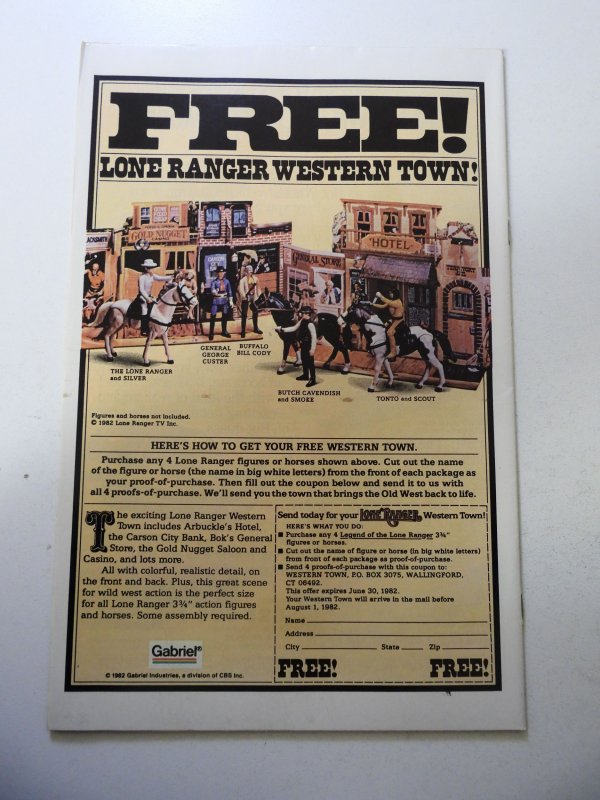 FREE!
LONE RANGER WESTERN TOWN!
GOLD NUGGET
HOTEL
GENERAL STORE
THE LONE RANGER
and SILVER
GENERAL
GEORGE
CUSTER
BUFFALO
BILL CODY
BUTCH CAVENDISH
and SMOKE
TONTO and SCOUT
Figures and horses not included.
© 1982 Lone Ranger TV Inc.
HERE'S HOW TO GET YOUR FREE WESTERN TOWN.
Purchase any 4 Lone Ranger figures or horses shown above. Cut out the name
of the figure or horse (the name in big white letters) from the front of each package as
your proof-of-purchase. Then fill out the coupon below and send it to us with
all 4 proofs-of-purchase. We'll send you the town that brings the Old West back to life.
The exciting Lone Ranger Western
Town includes Arbuckle's Hotel,
the Carson City Bank, Bok's General
Store, the Gold Nugget Saloon and
Casino, and lots more.
All with colorful, realistic detail, on
the front and back. Plus, this great scene
for wild west action is the perfect size
for all Lone Ranger 3¾" action figures
and horses. Some assembly required.
Gabriel®
© 1982 Gabriel Industries, a division of CBS Inc.
Send today for your LONE RANGER Western Town!
HERE'S WHAT YOU DO:
■ Purchase any 4 Legend of the Lone Ranger 3¾"
figures or horses.
■ Cut out the name of figure or horse (in big white letters)
from front of each package as proof-of-purchase.
■ Send 4 proofs-of-purchase with this coupon to:
WESTERN TOWN, P.O. BOX 3075, WALLINGFORD,
CT 06492.
This offer expires June 30, 1982.
Your Western Town will arrive in the mail before
August 1, 1982.
Name
Address
City State Zip
FREE! FREE!